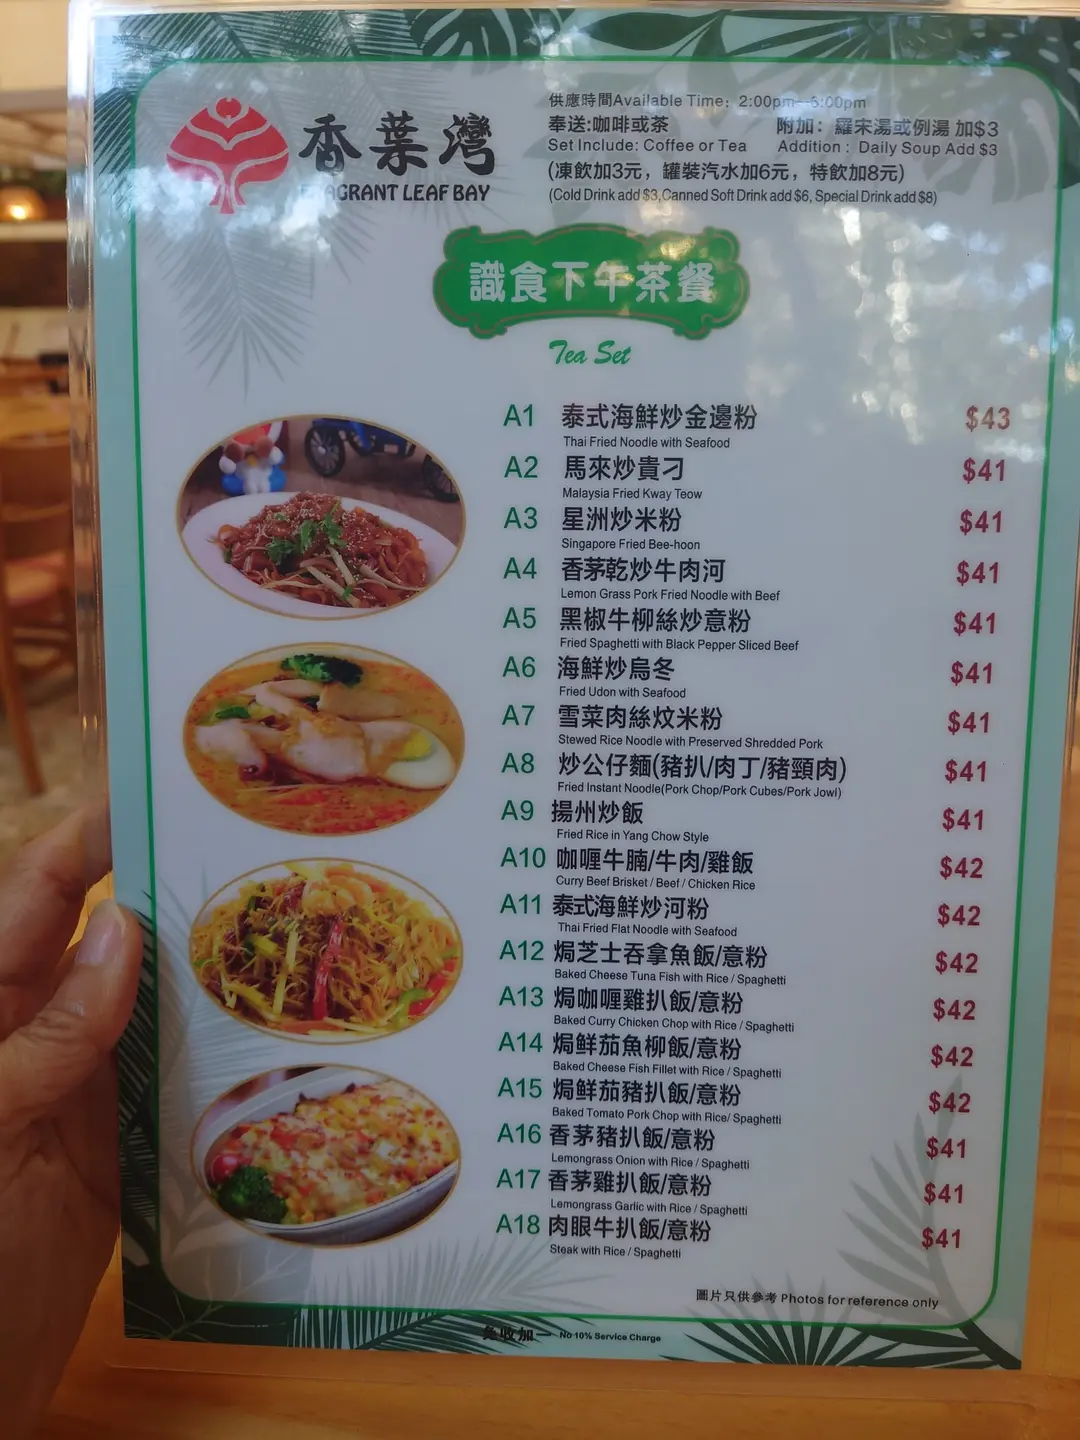 香葉灣
FRAGRANT LEAF BAY
供應時間Available Time: 2:00pm--6:00pm
奉送:咖啡或茶 附加：羅宋湯或例湯 加$3
Set Include: Coffee or Tea Addition : Daily Soup Add $3
(凍飲加3元，罐裝汽水加6元，特飲加8元)
(Cold Drink add $3,Canned Soft Drink add $6, Special Drink add $8)
識食下午茶餐
Tea Set
A1 泰式海鮮炒金邊粉 $43
Thai Fried Noodle with Seafood
A2 馬來炒貴刁 $41
Malaysia Fried Kway Teow
A3 星洲炒米粉 $41
Singapore Fried Bee-hoon
A4 香茅乾炒牛肉河 $41
Lemon Grass Pork Fried Noodle with Beef
A5 黑椒牛柳絲炒意粉 $41
Fried Spaghetti with Black Pepper Sliced Beef
A6 海鮮炒烏冬 $41
Fried Udon with Seafood
A7 雪菜肉絲炆米粉 $41
Stewed Rice Noodle with Preserved Shredded Pork
A8 炒公仔麵(豬扒/肉丁/豬頸肉) $41
Fried Instant Noodle(Pork Chop/Pork Cubes/Pork Jowl)
A9 揚州炒飯 $41
Fried Rice in Yang Chow Style
A10 咖喱牛腩/牛肉/雞飯 $42
Curry Beef Brisket / Beef / Chicken Rice
A11 泰式海鮮炒河粉 $42
Thai Fried Flat Noodle with Seafood
A12 焗芝士吞拿魚飯/意粉 $42
Baked Cheese Tuna Fish with Rice / Spaghetti
A13 焗咖喱雞扒飯/意粉 $42
Baked Curry Chicken Chop with Rice / Spaghetti
A14 焗鮮茄魚柳飯/意粉 $42
Baked Cheese Fish Fillet with Rice / Spaghetti
A15 焗鮮茄豬扒飯/意粉 $42
Baked Tomato Pork Chop with Rice/ Spaghetti
A16 香茅豬扒飯/意粉 $41
Lemongrass Onion with Rice / Spaghetti
A17 香茅雞扒飯/意粉 $41
Lemongrass Garlic with Rice / Spaghetti
A18 肉眼牛扒飯/意粉 $41
Steak with Rice / Spaghetti
圖片只供參考 Photos for reference only
免收加一 No 10% Service Charge